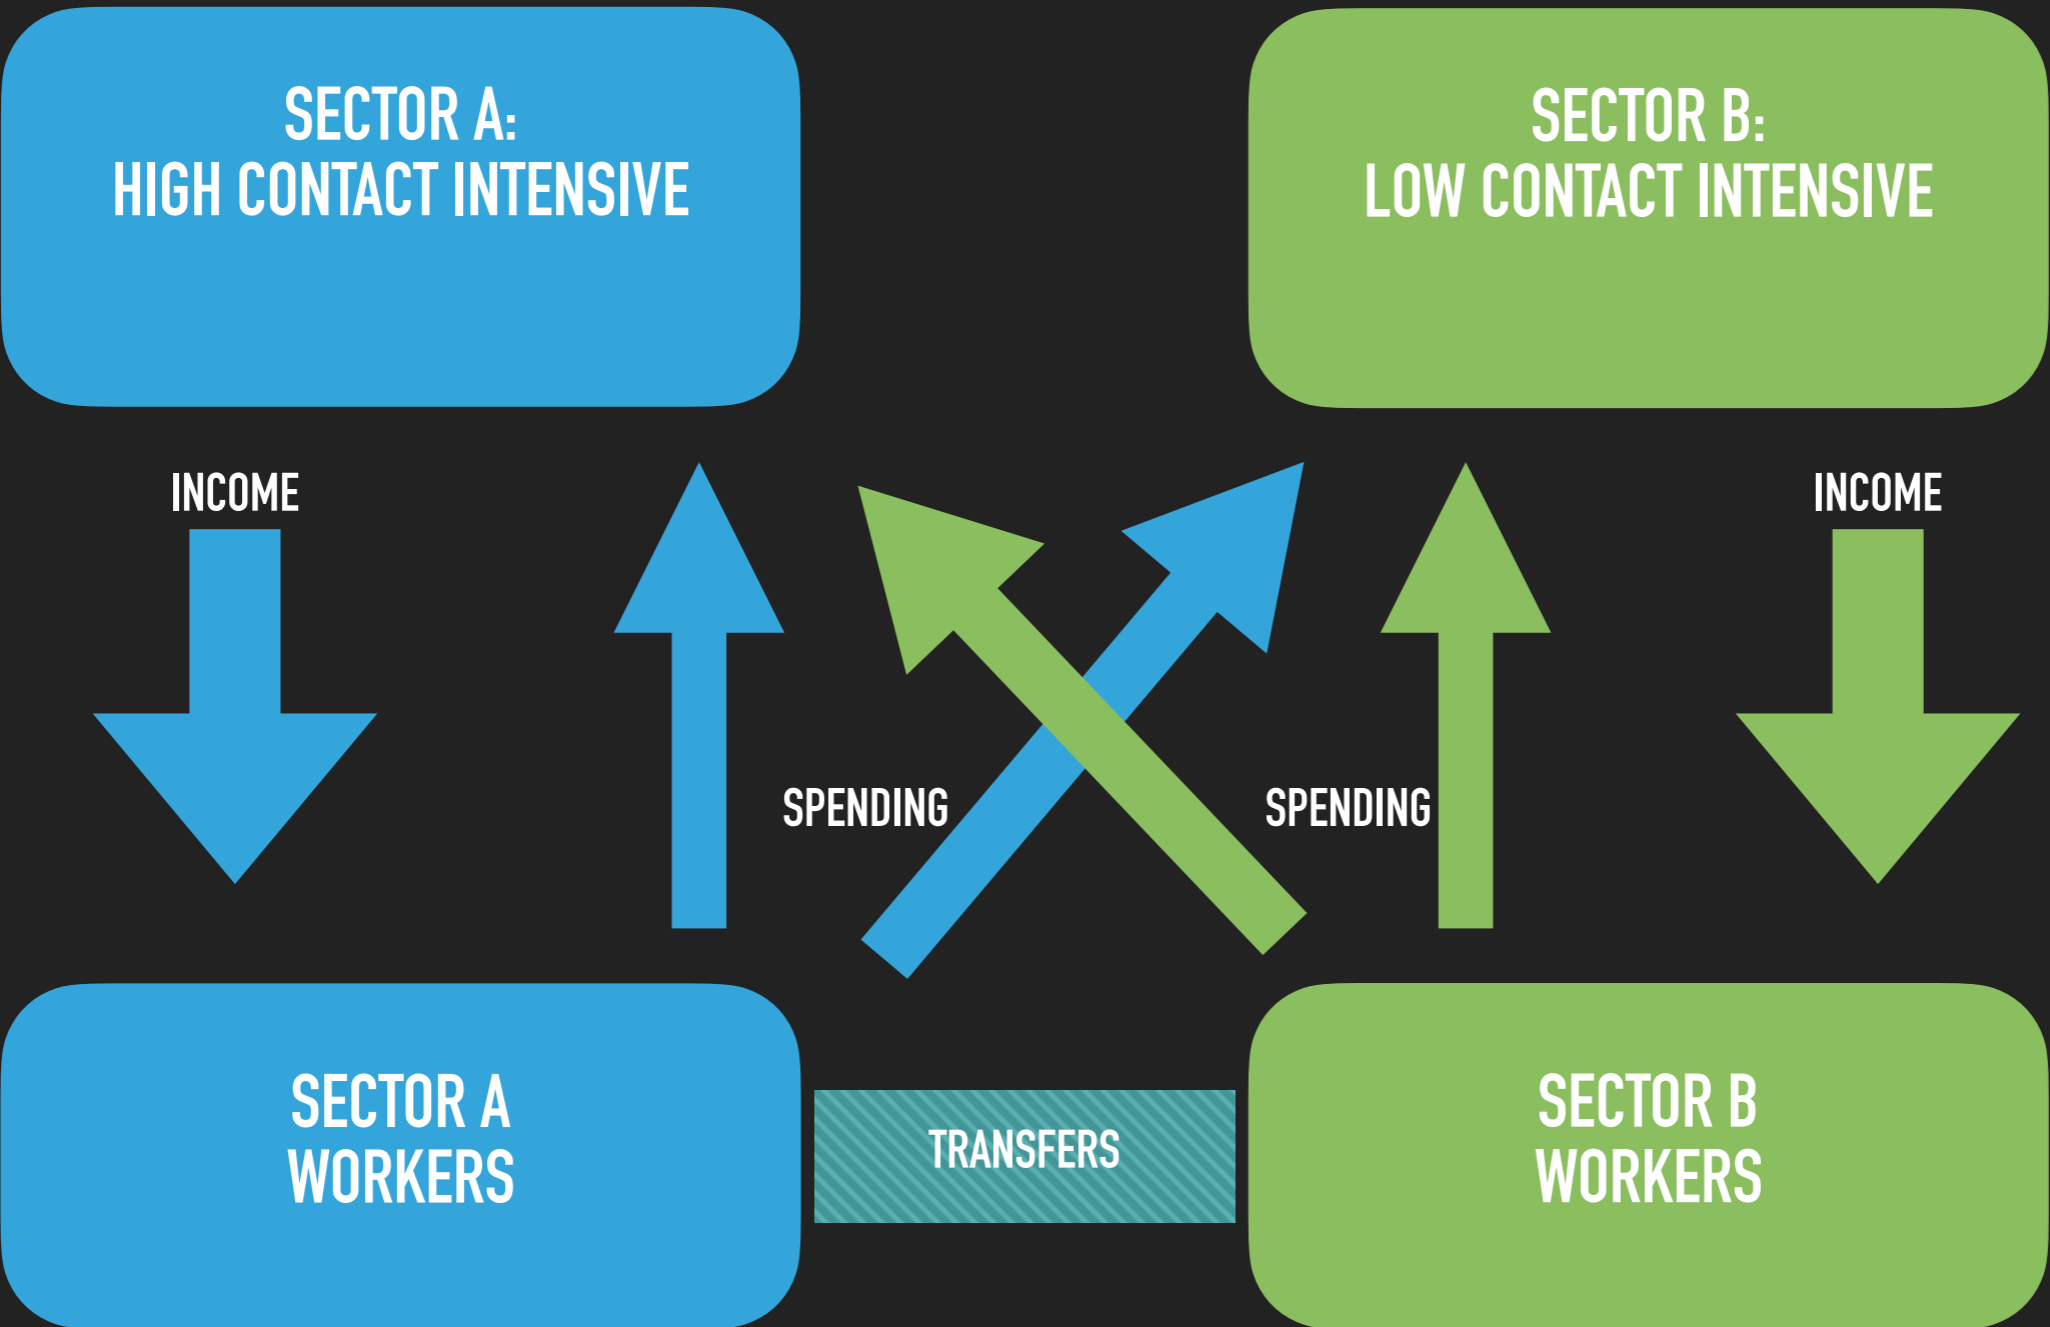 SECTOR A:
HIGH CONTACT INTENSIVE
SECTOR B:
LOW CONTACT INTENSIVE
INCOME
INCOME
SPENDING
SPENDING
SECTOR A
WORKERS
TRANSFERS
SECTOR B
WORKERS